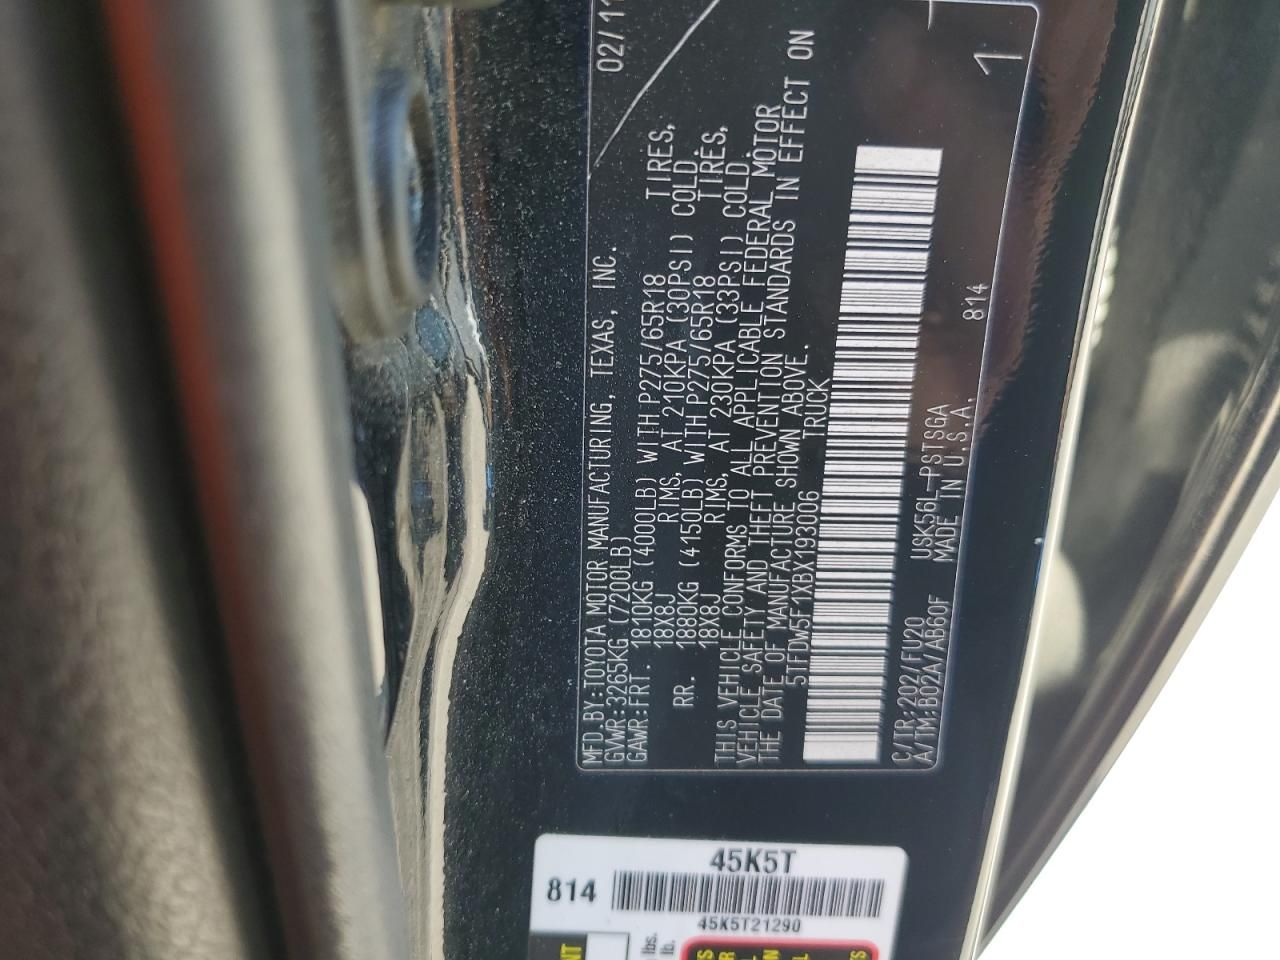 MFD.BY:TOYOTA MOTOR MANUFACTURING, TEXAS, INC. 02/11
GVWR:3265KG (7200LB)
GAWR:FRT. 1810KG (4000LB) WITH P275/65R18 TIRES,
18X8J RIMS, AT 210KPA (30PSI) COLD.
RR. 1880KG (4150LB) WITH P275/65R18 TIRES,
18X8J RIMS, AT 230KPA (33PSI) COLD.
THIS VEHICLE CONFORMS TO ALL APPLICABLE FEDERAL MOTOR
VEHICLE SAFETY AND THEFT PREVENTION STANDARDS IN EFFECT ON
THE DATE OF MANUFACTURE SHOWN ABOVE.
5TFDW5F1XBX193006 TRUCK
C/TR:202/FU20 USK56L-PSTSGA 814
A/TM:B02A/AB60F MADE IN U.S.A.
1
45K5T
814
45K5T21290
lbs.
lb.